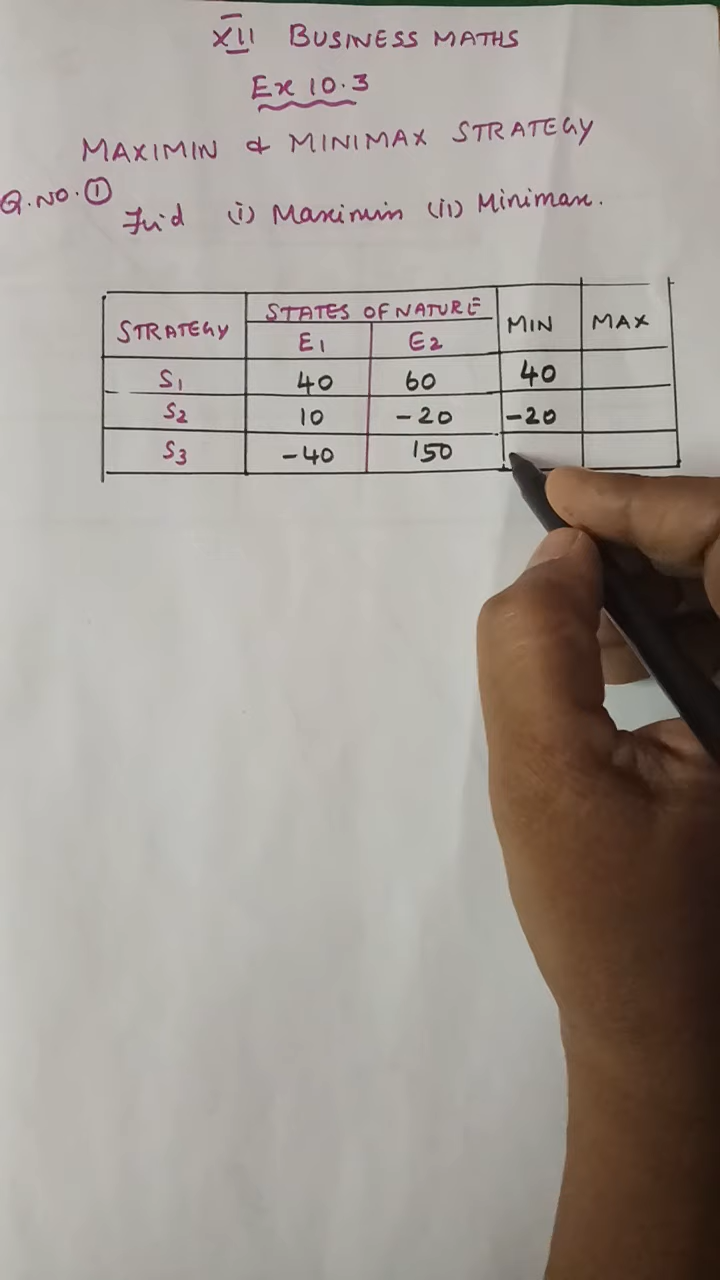 XII BUSINESS MATHS
Ex 10.3
MAXIMIN & MINIMAX STRATEGY
Q.NO.①
Find (i) Maximin (ii) Minimax.
STRATEGY STATES OF NATURE MIN MAX
E1 E2
S1 40 60 40
S2 10 -20 -20
S3 -40 150